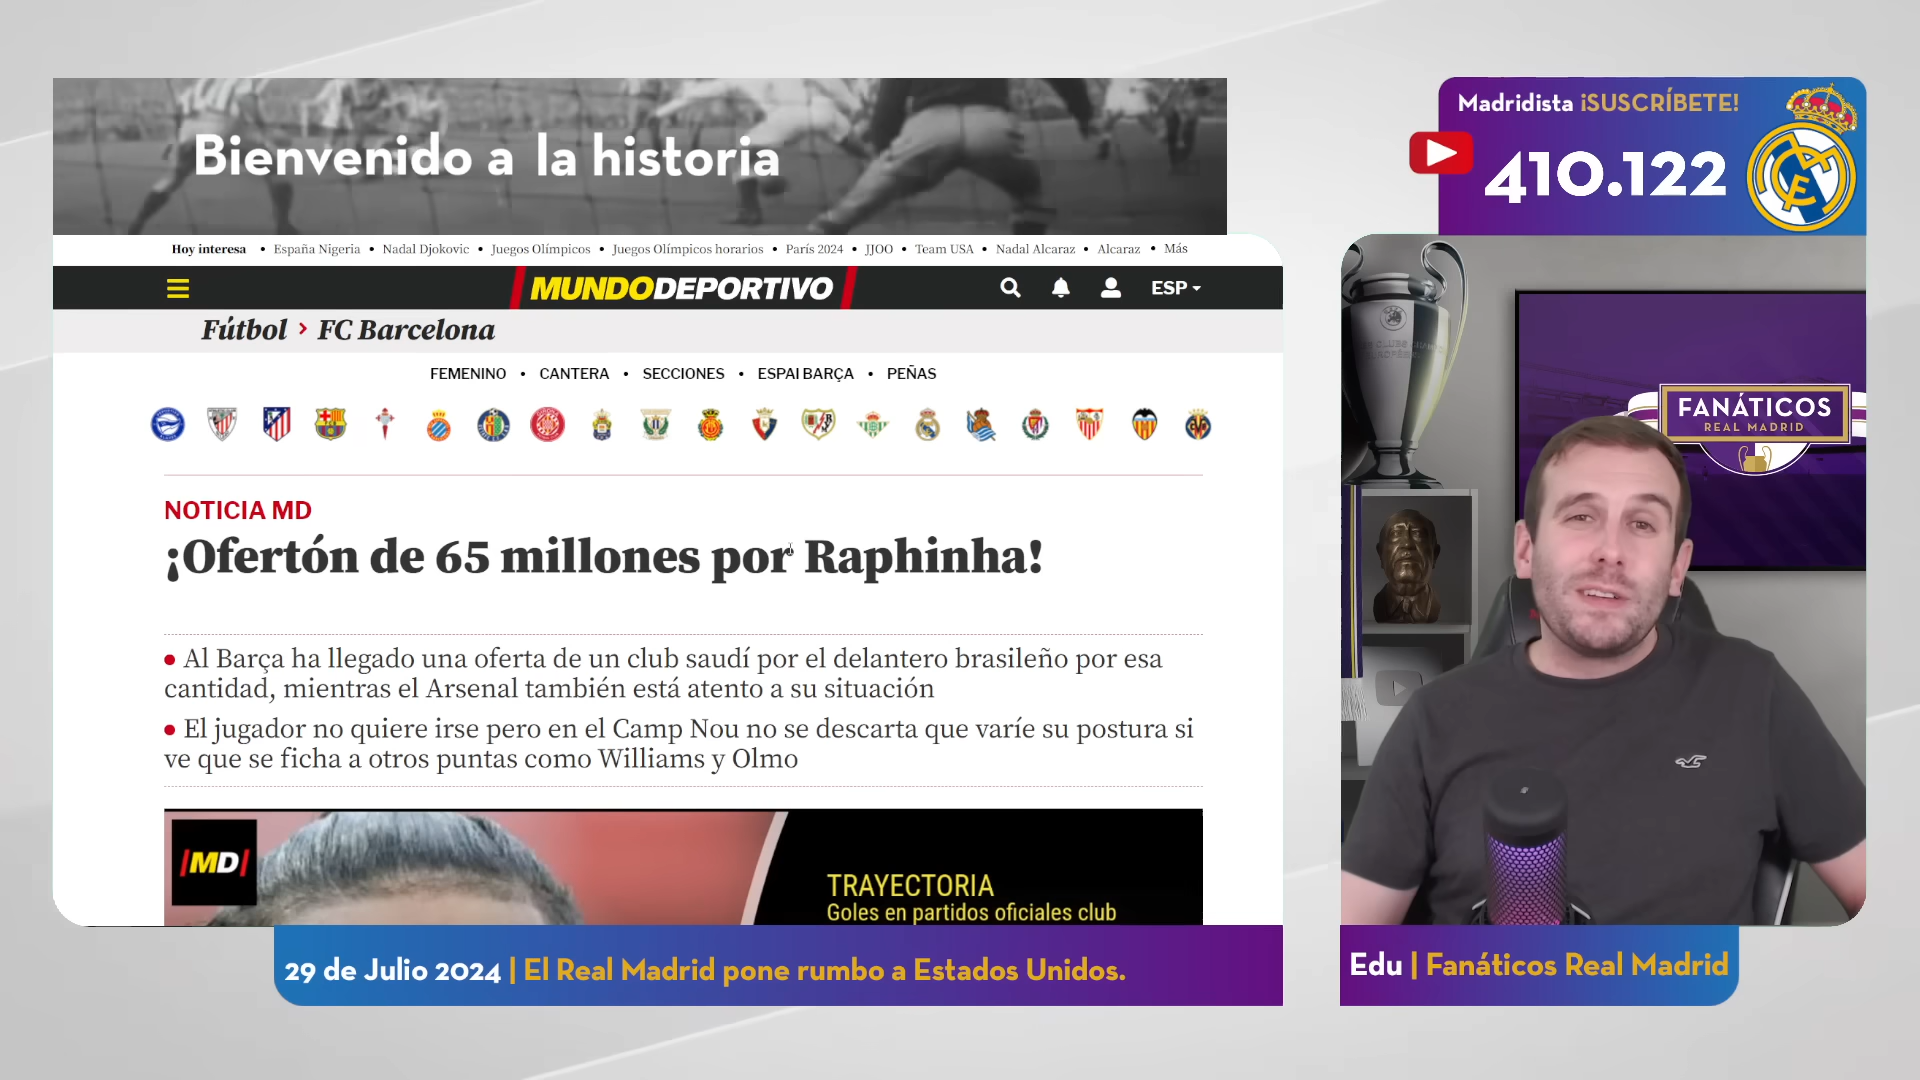 Bienvenido a la historia
Hoy interesa • España Nigeria • Nadal Djokovic • Juegos Olímpicos • Juegos Olímpicos horarios • París 2024 • JJOO • Team USA • Nadal Alcaraz • Alcaraz • Más
MUNDODEPORTIVO
ESP
Fútbol > FC Barcelona
FEMENINO • CANTERA • SECCIONES • ESPAI BARÇA • PEÑAS
NOTICIA MD
¡Ofertón de 65 millones por Raphinha!
• Al Barça ha llegado una oferta de un club saudí por el delantero brasileño por esa
cantidad, mientras el Arsenal también está atento a su situación
• El jugador no quiere irse pero en el Camp Nou no se descarta que varíe su postura si
ve que se ficha a otros puntas como Williams y Olmo
MD
TRAYECTORIA
Goles en partidos oficiales club
29 de Julio 2024 | El Real Madrid pone rumbo a Estados Unidos.
Madridista ¡SUSCRÍBETE!
410.122
FANÁTICOS
REAL MADRID
Edu | Fanáticos Real Madrid